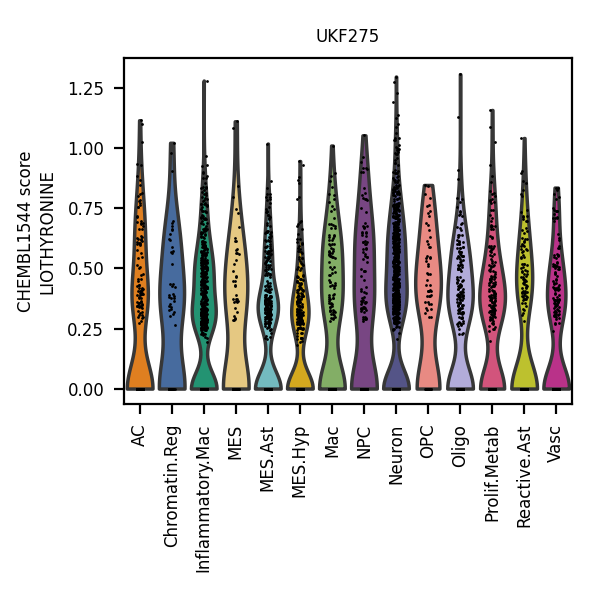 UKF275
CHEMBL1544 score
LIOTHYRONINE
1.25
1.00
0.75
0.50
0.25
0.00
AC
Chromatin.Reg
Inflammatory.Mac
MES
MES.Ast
MES.Hyp
Mac
NPC
Neuron
OPC
Oligo
Prolif.Metab
Reactive.Ast
Vasc